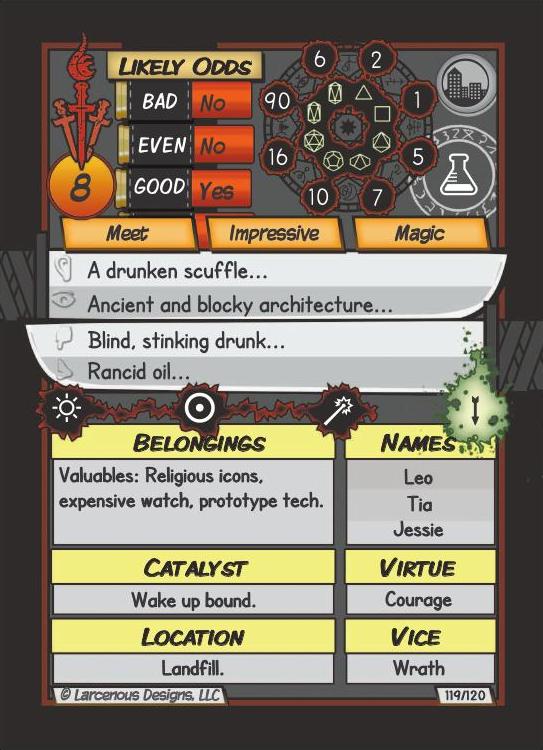 LIKELY ODDS
BAD No
EVEN No
GOOD Yes
8
6 2
90 1
16 5
10 7
Meet Impressive Magic
A drunken scuffle...
Ancient and blocky architecture...
Blind, stinking drunk...
Rancid oil...
BELONGINGS
Valuables: Religious icons,
expensive watch, prototype tech.
NAMES
Leo
Tia
Jessie
CATALYST
Wake up bound.
VIRTUE
Courage
LOCATION
Landfill.
VICE
Wrath
© Larcenous Designs, LLC
119/120